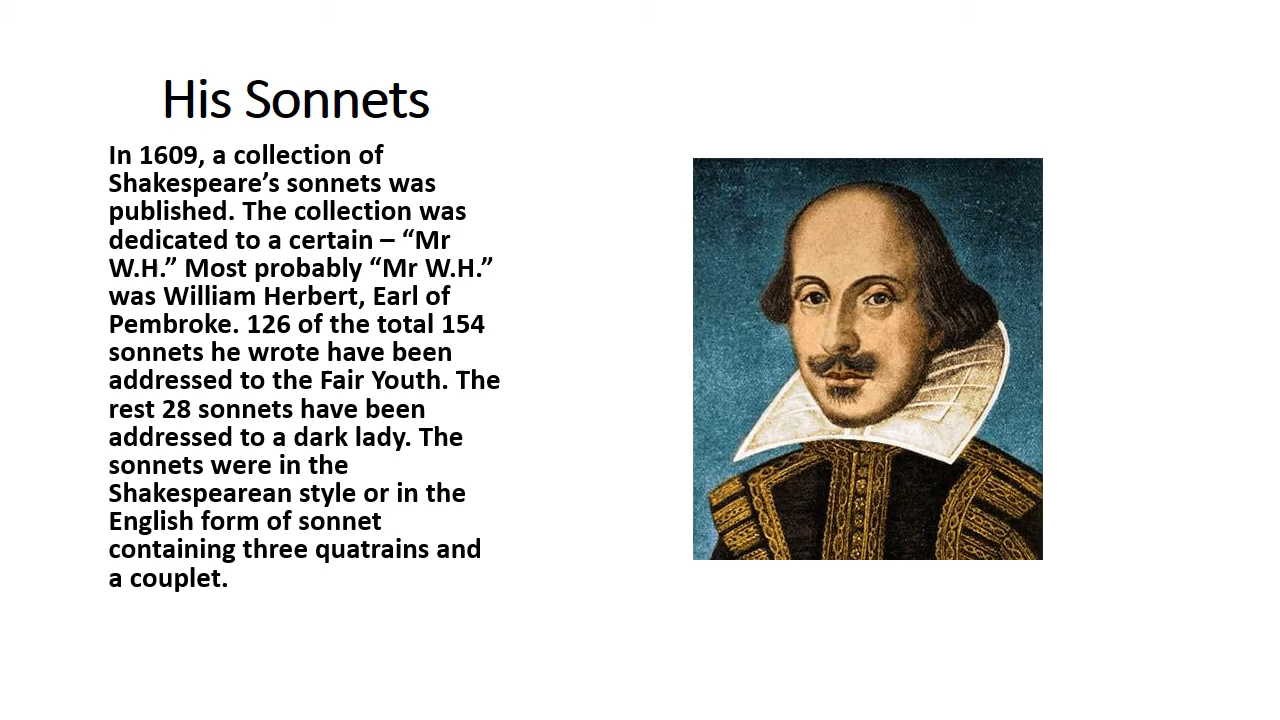 His Sonnets
In 1609, a collection of
Shakespeare’s sonnets was
published. The collection was
dedicated to a certain – “Mr
W.H.” Most probably “Mr W.H.”
was William Herbert, Earl of
Pembroke. 126 of the total 154
sonnets he wrote have been
addressed to the Fair Youth. The
rest 28 sonnets have been
addressed to a dark lady. The
sonnets were in the
Shakespearean style or in the
English form of sonnet
containing three quatrains and
a couplet.